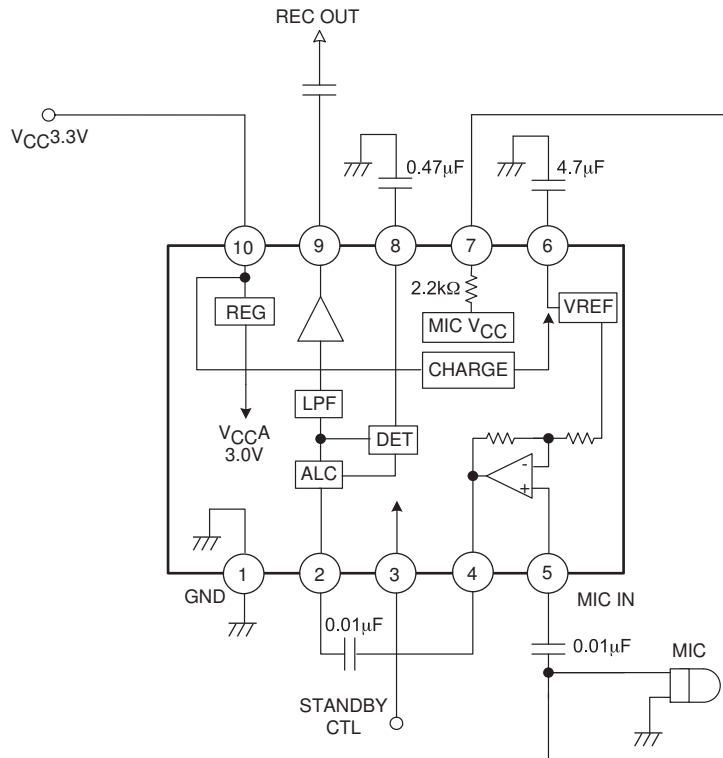 REC OUT
VCC3.3V
0.47μF
4.7μF
10
9
8
7
6
2.2kΩ
REG
MIC VCC
VREF
CHARGE
LPF
VCCA
3.0V
DET
ALC
-
+
1
2
3
4
5
GND
MIC IN
0.01μF
0.01μF
MIC
STANDBY
CTL